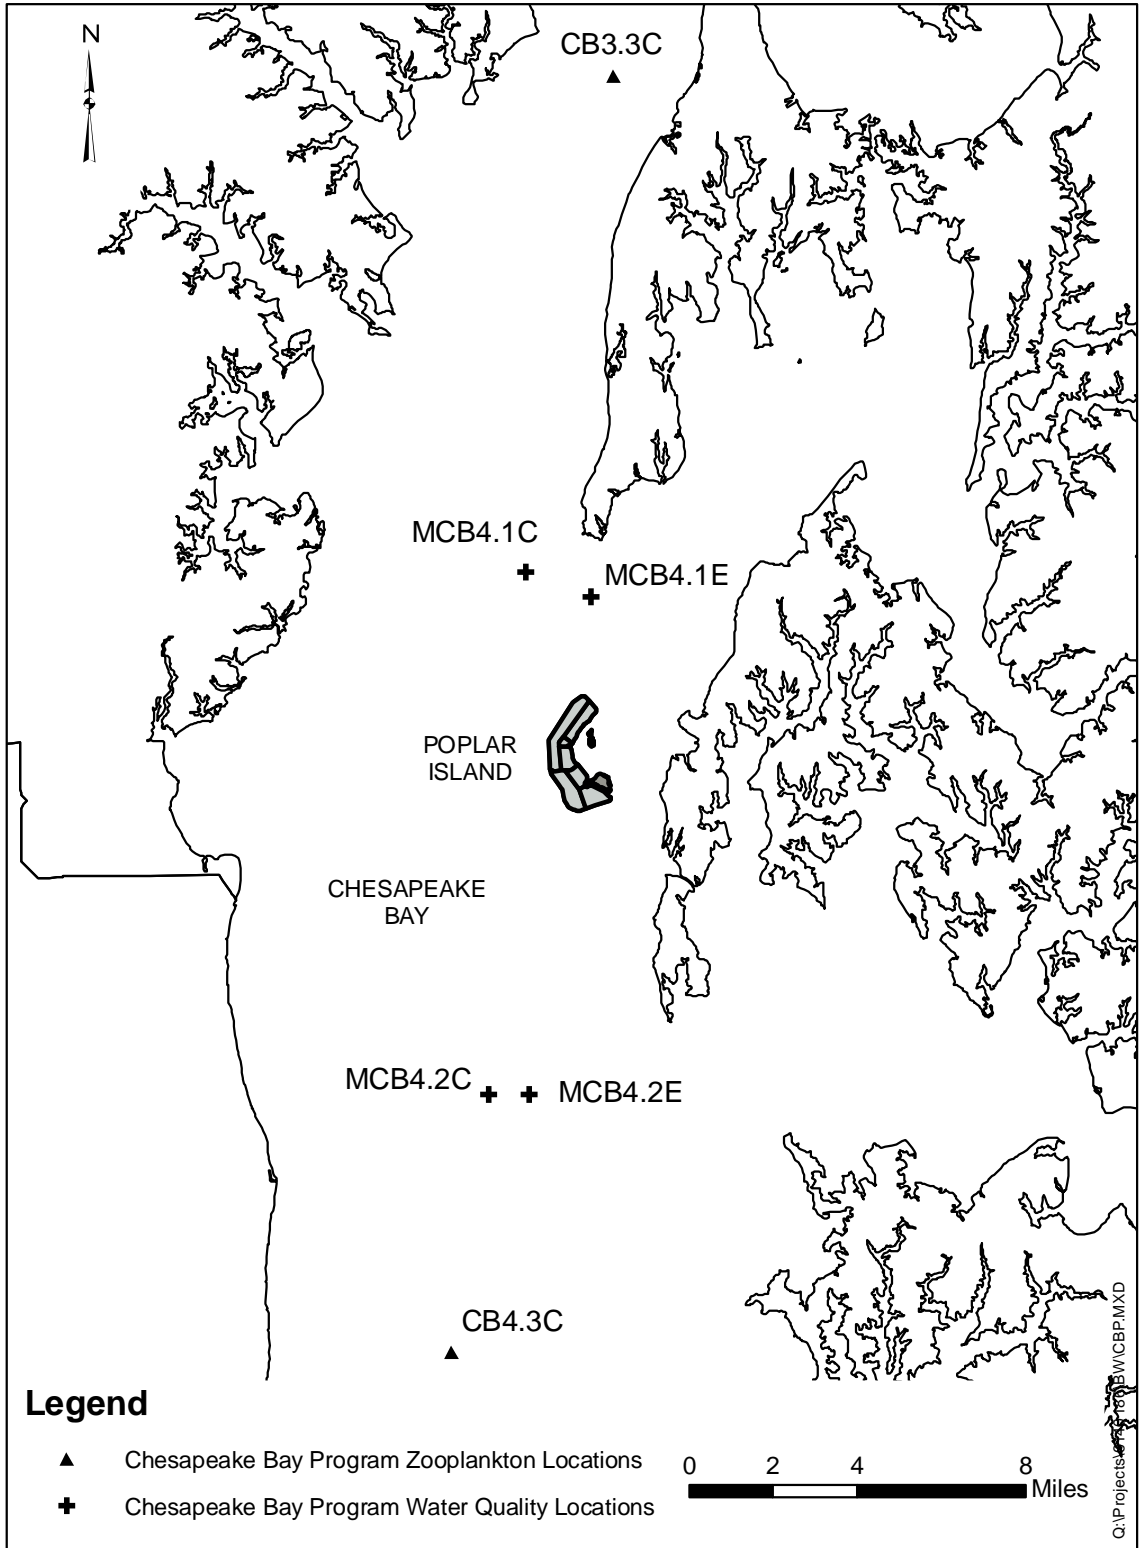 N
CB3.3C
MCB4.1C
MCB4.1E
POPLAR
ISLAND
CHESAPEAKE
BAY
MCB4.2C
MCB4.2E
CB4.3C
Legend
Chesapeake Bay Program Zooplankton Locations
Chesapeake Bay Program Water Quality Locations
0 2 4 8
Miles